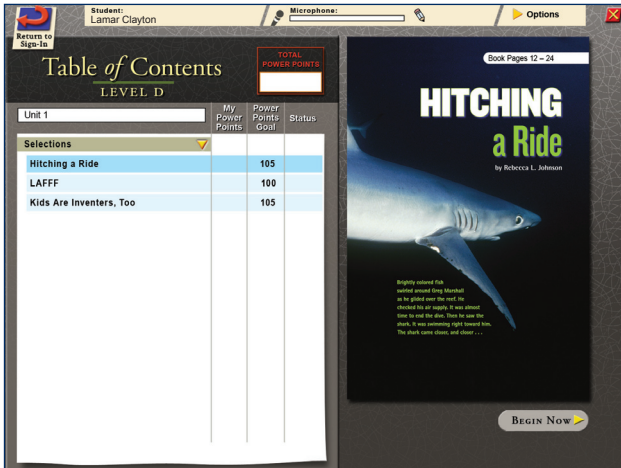 Student:
Lamar Clayton
Microphone:
Options
Return to
Sign-In
Table of Contents
LEVEL D
TOTAL
POWER POINTS
Unit 1
My
Power
Points
Power
Points
Goal
Status
Selections
Hitching a Ride 105
LAFFF 100
Kids Are Inventers, Too 105
Book Pages 12 – 24
HITCHING
a Ride
by Rebecca L. Johnson
Brightly colored fish
swirled around Greg Marshall
as he glided over the reef. He
checked his air supply. It was almost
time to end the dive. Then he saw the
shark. It was swimming right toward him.
The shark came closer, and closer . . .
BEGIN NOW